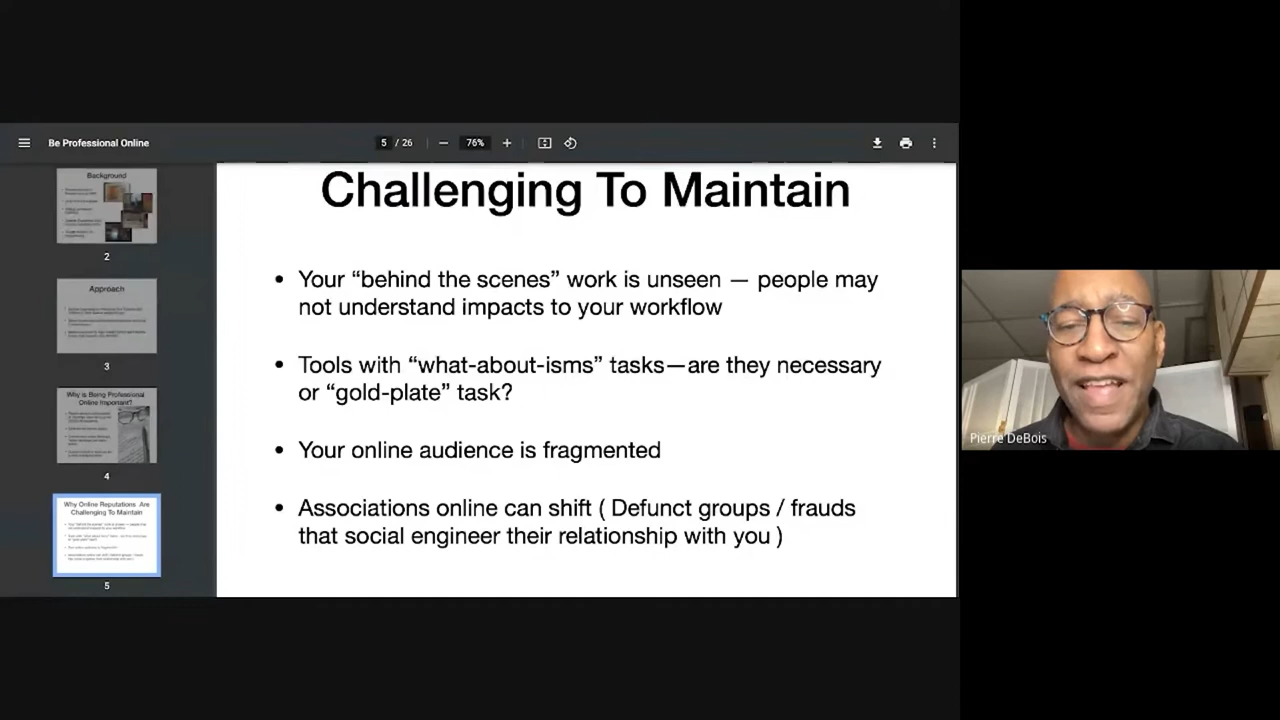 Be Professional Online
5 / 26
76%
Background
2
Approach
3
Why is Being Professional
Online Important?
4
Why Online Reputations Are
Challenging To Maintain
5
Challenging To Maintain
• Your “behind the scenes” work is unseen — people may
not understand impacts to your workflow
• Tools with “what-about-isms” tasks—are they necessary
or “gold-plate” task?
• Your online audience is fragmented
• Associations online can shift ( Defunct groups / frauds
that social engineer their relationship with you )
Pierre DeBois